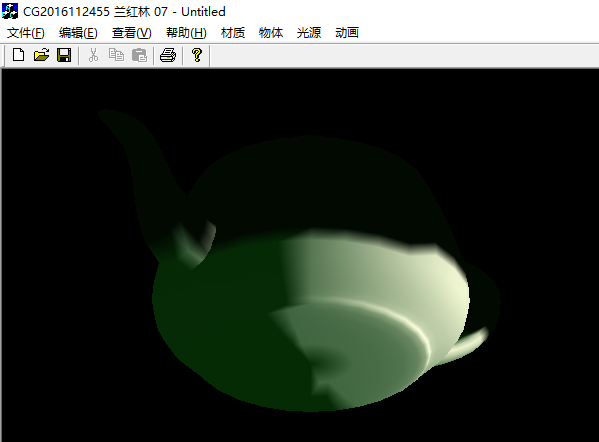 CG2016112455 兰红林 07 - Untitled
文件(F) 编辑(E) 查看(V) 帮助(H) 材质 物体 光源 动画